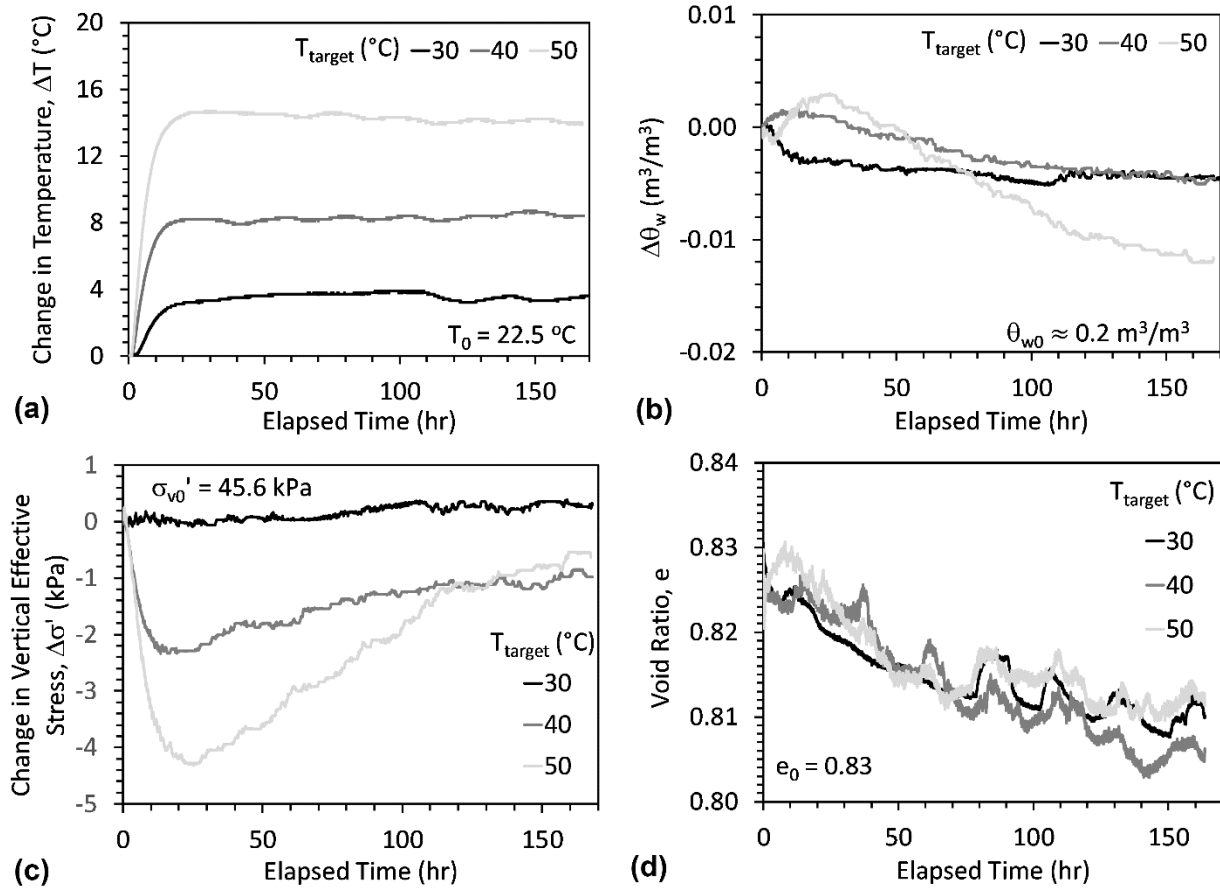 20
16
12
8
4
0
Change in Temperature, ΔT (°C)
T_target (°C) 30 40 50
T₀ = 22.5 °C
0 50 100 150
Elapsed Time (hr)
(a)
0.01
0.00
-0.01
-0.02
Δθ_w (m³/m³)
T_target (°C) 30 40 50
θ_w0 ≈ 0.2 m³/m³
0 50 100 150
Elapsed Time (hr)
(b)
1
0
-1
-2
-3
-4
-5
Change in Vertical Effective
Stress, Δσ' (kPa)
σ_v0' = 45.6 kPa
T_target (°C)
30
40
50
0 50 100 150
Elapsed Time (hr)
(c)
0.84
0.83
0.82
0.81
0.80
Void Ratio, e
T_target (°C)
30
40
50
e₀ = 0.83
0 50 100 150
Elapsed Time (hr)
(d)